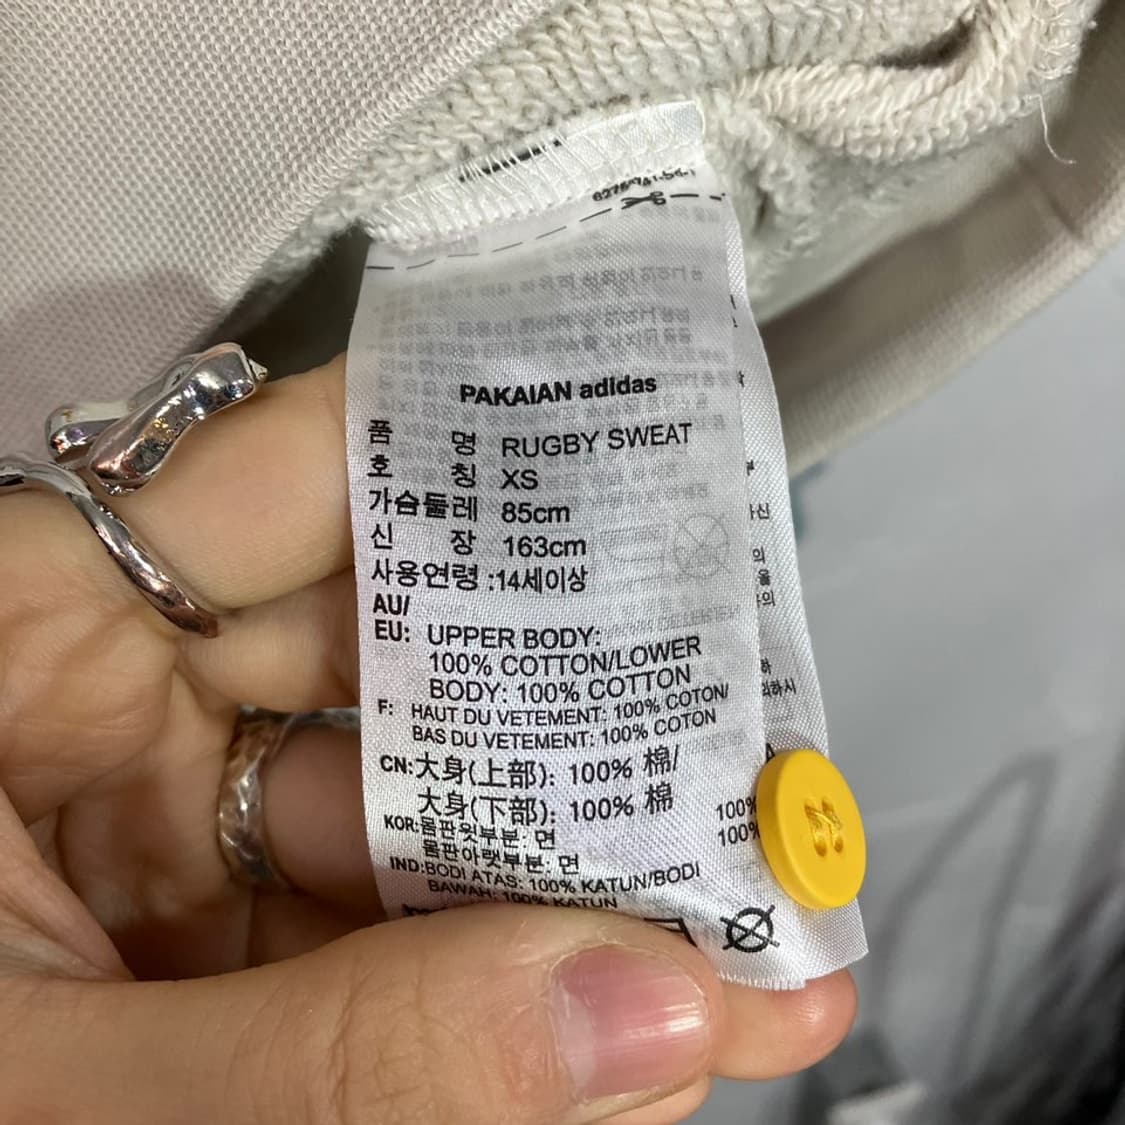 PAKAIAN adidas
품 명 RUGBY SWEAT
호 칭 XS
가슴둘레 85cm
신 장 163cm
사용연령 :14세이상
AU/
EU: UPPER BODY:
100% COTTON/LOWER
BODY: 100% COTTON
F: HAUT DU VETEMENT: 100% COTON/
BAS DU VETEMENT: 100% COTON
CN:大身(上部): 100% 棉/
大身(下部): 100% 棉
KOR:몸판윗부분: 면
몸판아랫부분: 면
IND:BODI ATAS: 100% KATUN/BODI
BAWAH: 100% KATUN
100%
100%